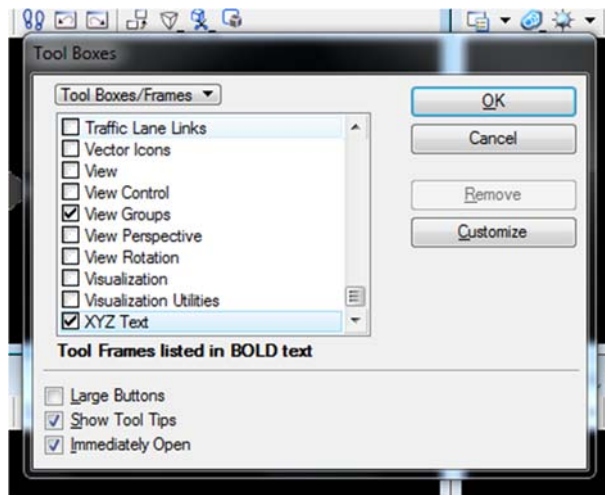 Tool Boxes
Tool Boxes/Frames
OK
Traffic Lane Links
Cancel
Vector Icons
View
View Control
Remove
View Groups
View Perspective
Customize
View Rotation
Visualization
Visualization Utilities
XYZ Text
Tool Frames listed in BOLD text
Large Buttons
Show Tool Tips
Immediately Open